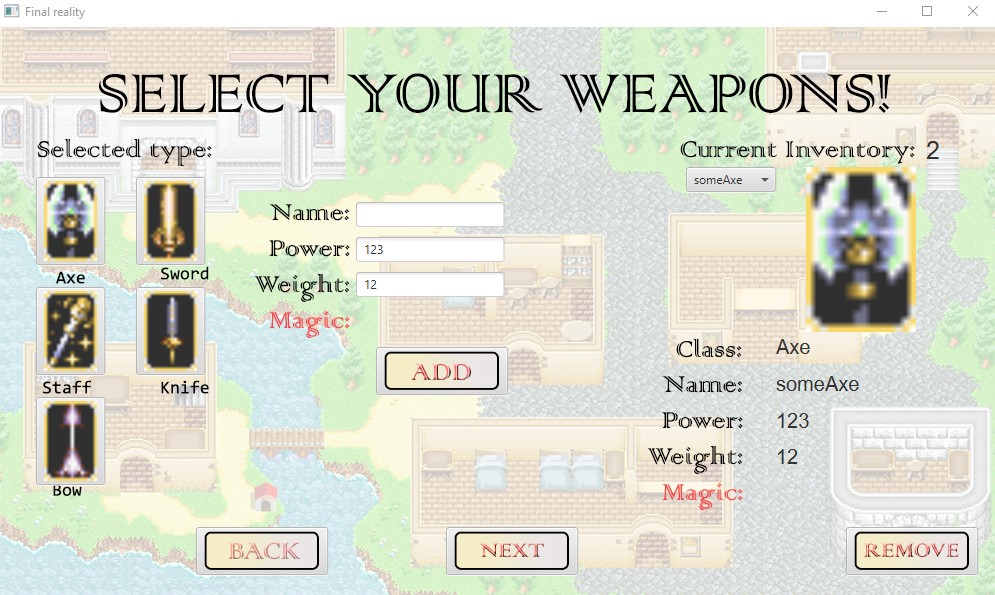 Final reality
SELECT YOUR WEAPONS!
Selected type:
Axe
Sword
Staff
Knife
Bow
Name:
Power: 123
Weight: 12
Magic:
ADD
Current Inventory: 2
someAxe
Class: Axe
Name: someAxe
Power: 123
Weight: 12
Magic:
BACK
NEXT
REMOVE